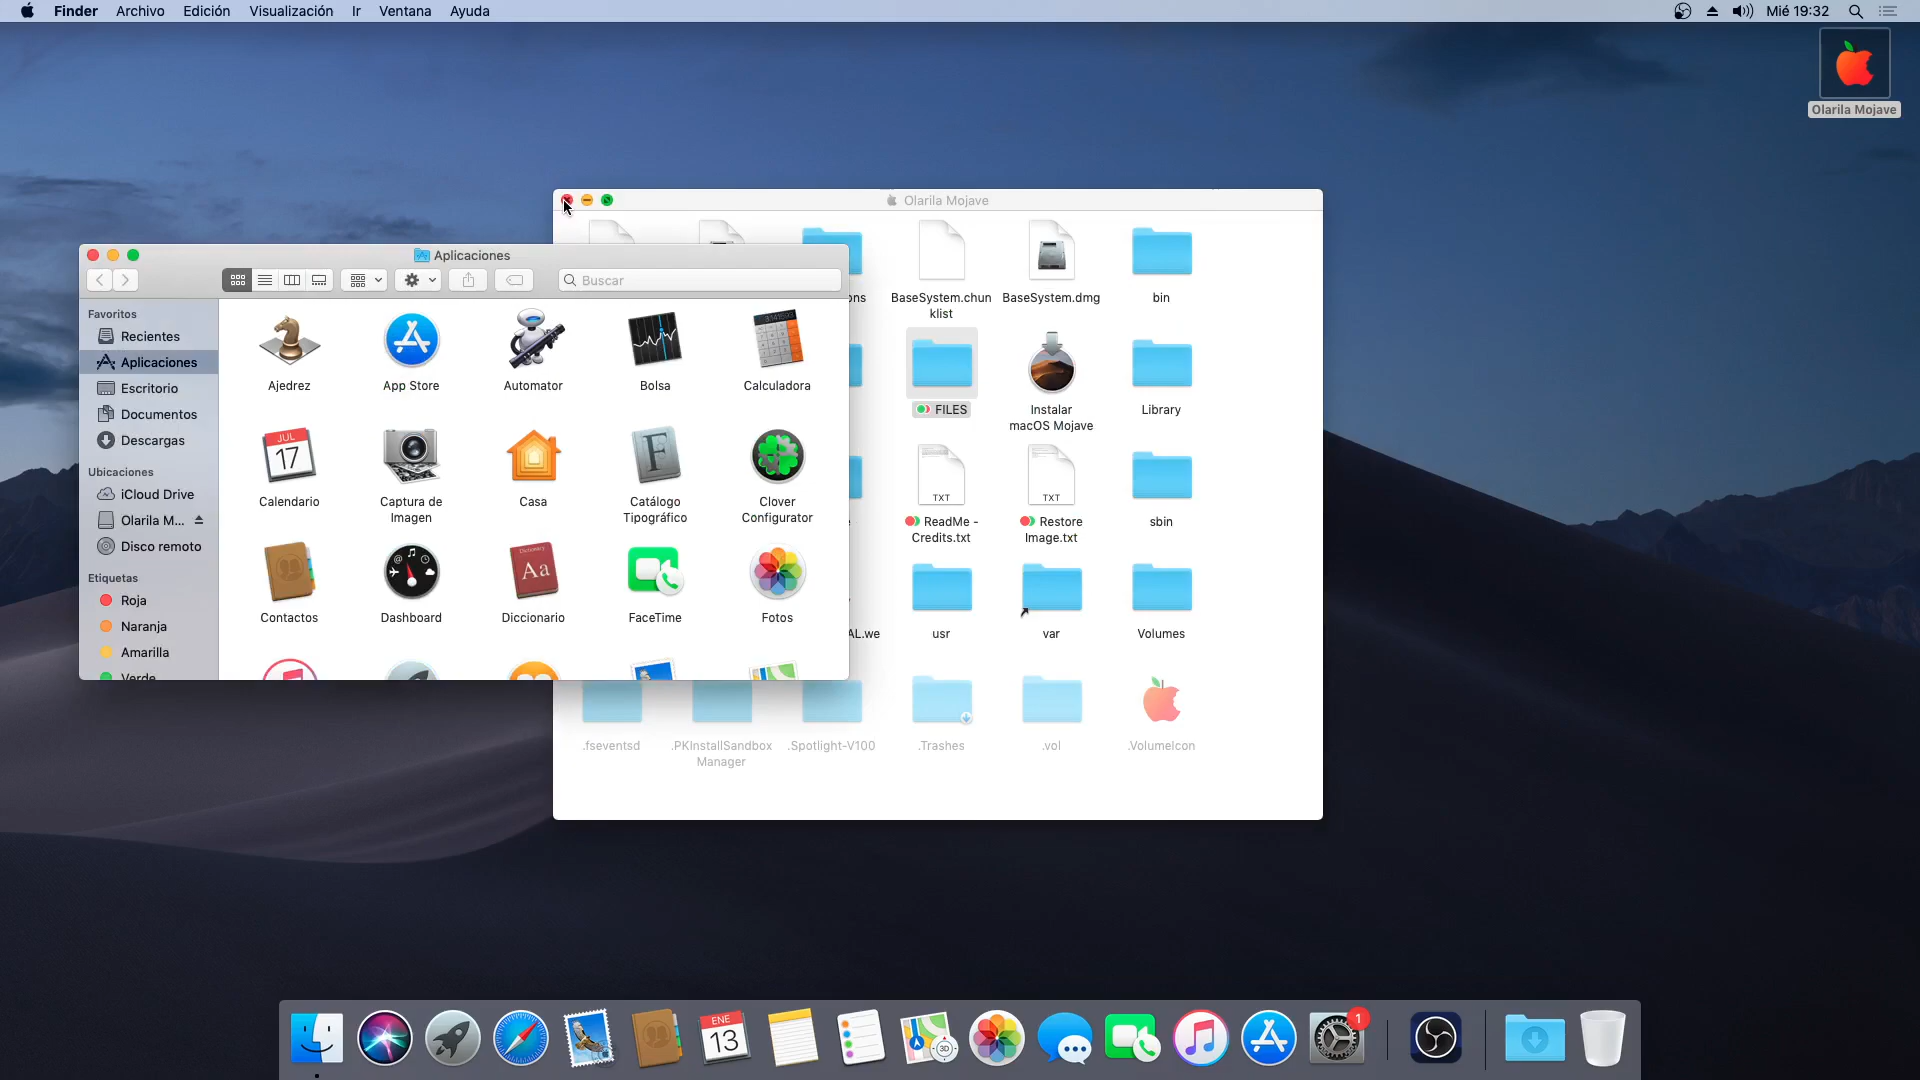 Finder Archivo Edición Visualización Ir Ventana Ayuda
Mié 19:32
Olarila Mojave
Olarila Mojave
ons
BaseSystem.chun
klist
BaseSystem.dmg
bin
FILES
Instalar
macOS Mojave
Library
TXT
ReadMe -
Credits.txt
TXT
Restore
Image.txt
sbin
AL.we
usr
var
Volumes
.fseventsd
.PKInstallSandbox
Manager
.Spotlight-V100
.Trashes
.vol
.VolumeIcon
Aplicaciones
Buscar
Favoritos
Recientes
Aplicaciones
Escritorio
Documentos
Descargas
Ubicaciones
iCloud Drive
Olarila M...
Disco remoto
Etiquetas
Roja
Naranja
Amarilla
Verde
Ajedrez
App Store
Automator
Bolsa
Calculadora
JUL
17
Calendario
Captura de
Imagen
Casa
F
Catálogo
Tipográfico
Clover
Configurator
Contactos
Dashboard
Dictionary
Aa
Diccionario
FaceTime
Fotos
ENE
13
3D
1